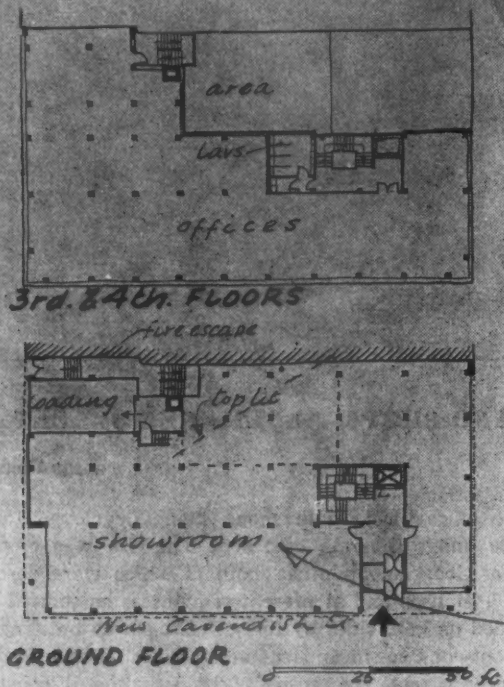 area
Lavs
offices
3rd. & 4th. FLOORS
fire escape
loading
top lit
showroom
New Cavendish St
GROUND FLOOR
0 25 50 ft